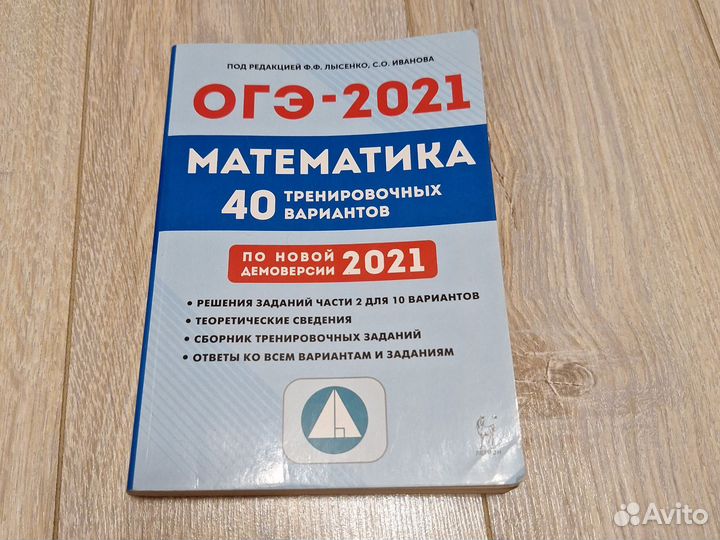 ПОД РЕДАКЦИЕЙ Ф.Ф. ЛЫСЕНКО, С.О. ИВАНОВА
ОГЭ-2021
МАТЕМАТИКА
40 ТРЕНИРОВОЧНЫХ
ВАРИАНТОВ
ПО НОВОЙ
ДЕМОВЕРСИИ 2021
• РЕШЕНИЯ ЗАДАНИЙ ЧАСТИ 2 ДЛЯ 10 ВАРИАНТОВ
• ТЕОРЕТИЧЕСКИЕ СВЕДЕНИЯ
• СБОРНИК ТРЕНИРОВОЧНЫХ ЗАДАНИЙ
• ОТВЕТЫ КО ВСЕМ ВАРИАНТАМ И ЗАДАНИЯМ
ЛЕГИОН
Avito